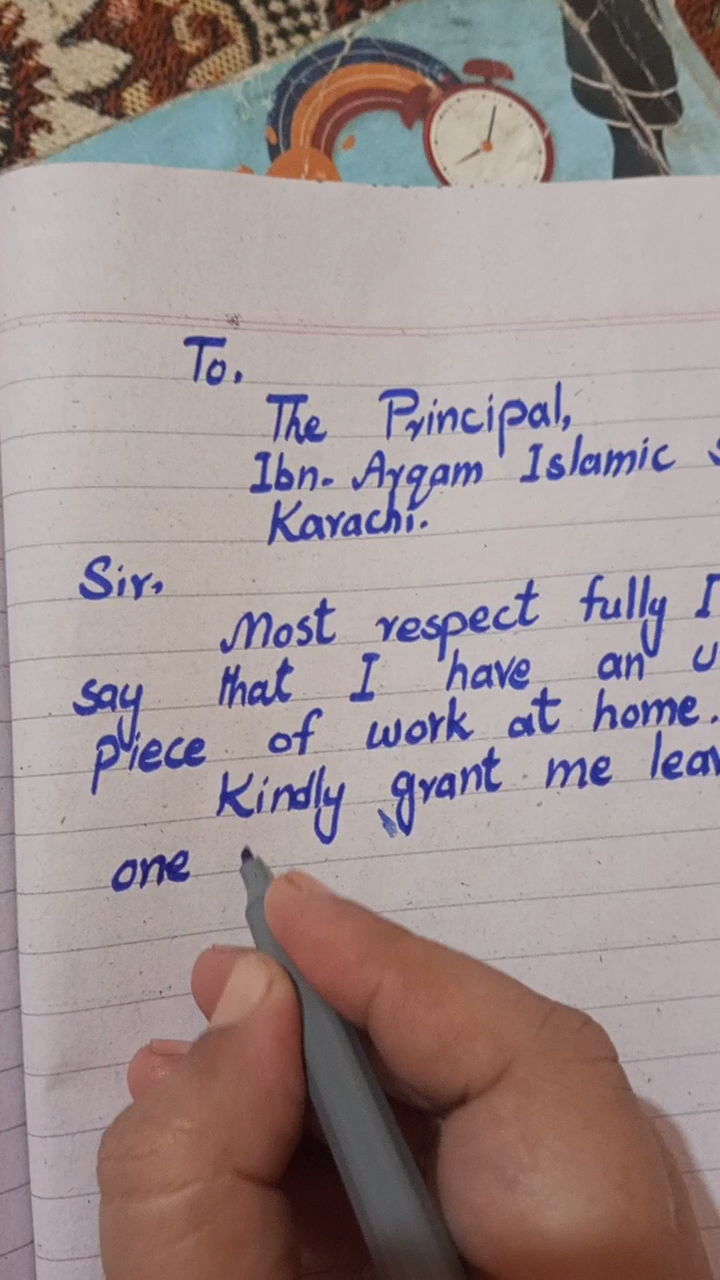 To,
The Principal,
Ibn- Arqam Islamic
Karachi.
Sir,
Most respect fully I
say that I have an
piece of work at home.
Kindly grant me
one